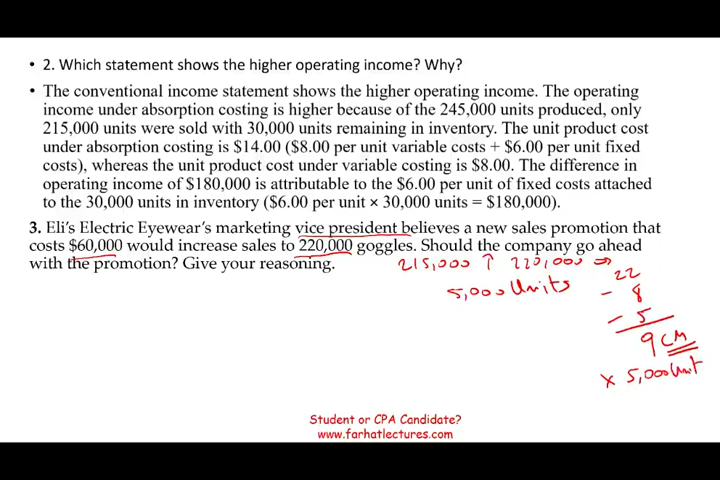 • 2. Which statement shows the higher operating income? Why?
• The conventional income statement shows the higher operating income. The operating
income under absorption costing is higher because of the 245,000 units produced, only
215,000 units were sold with 30,000 units remaining in inventory. The unit product cost
under absorption costing is $14.00 ($8.00 per unit variable costs + $6.00 per unit fixed
costs), whereas the unit product cost under variable costing is $8.00. The difference in
operating income of $180,000 is attributable to the $6.00 per unit of fixed costs attached
to the 30,000 units in inventory ($6.00 per unit × 30,000 units = $180,000).
3. Eli's Electric Eyewear's marketing vice president believes a new sales promotion that
costs $60,000 would increase sales to 220,000 goggles. Should the company go ahead
with the promotion? Give your reasoning.
215,000 ↑ 220,000 ⇒
22
5,000 Units
- 8
- 5
9 CM
× 5,000 Unit
Student or CPA Candidate?
www.farhatlectures.com